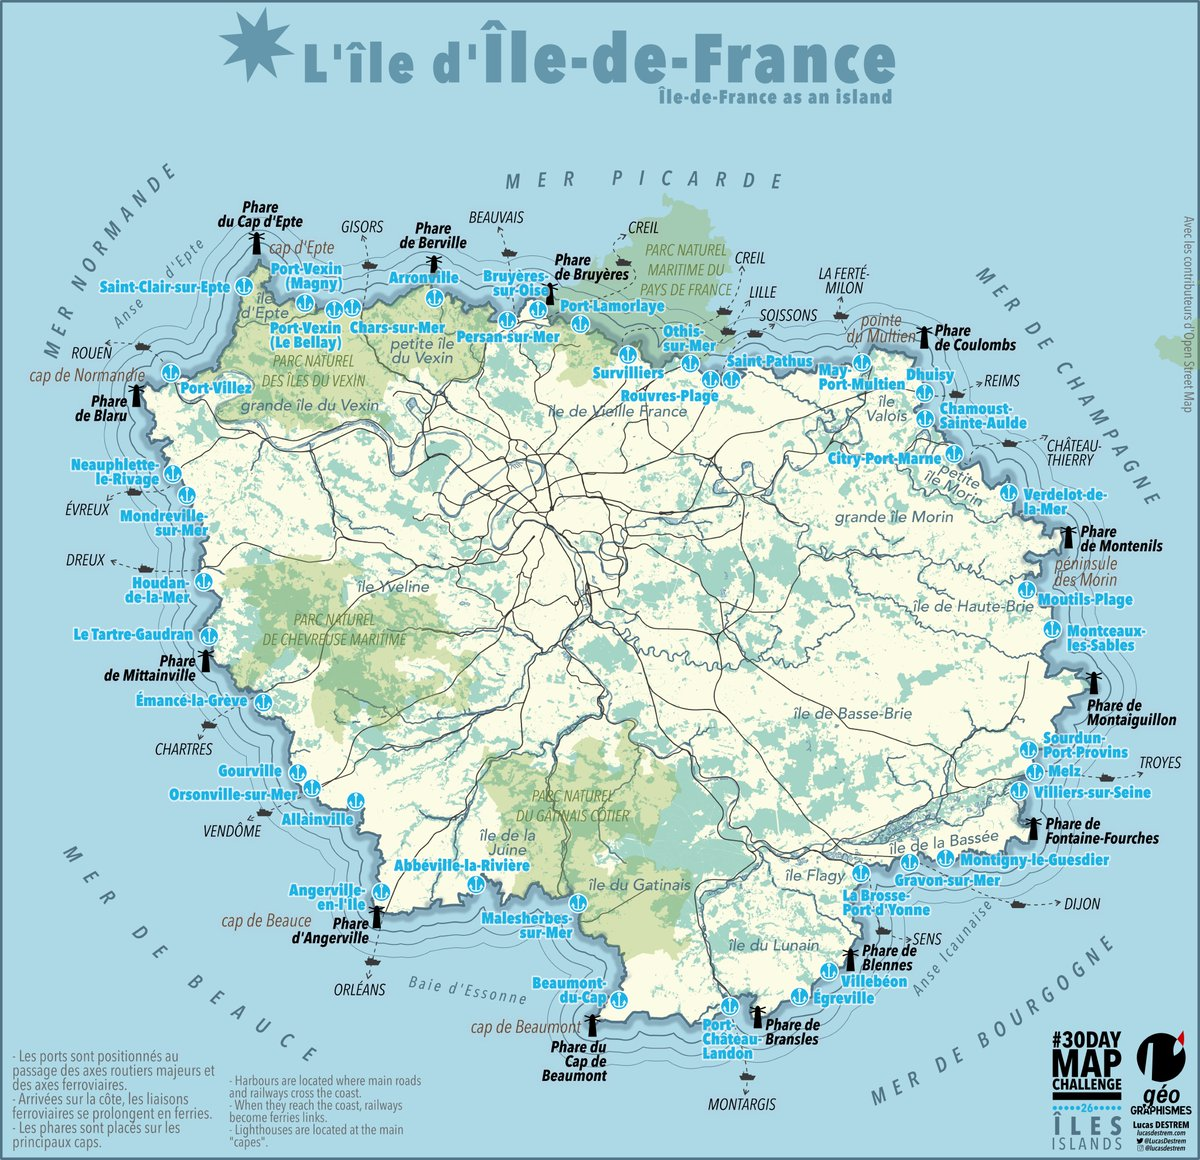 L'île d'Île-de-France
Île-de-France as an island
MER NORMANDE
MER PICARDE
MER DE CHAMPAGNE
MER DE BEAUCE
MER DE BOURGOGNE
Avec les contributeurs d'Open Street Map
Phare
du Cap d'Epte
cap d'Epte
Anse d'Epte
GISORS
Phare
de Berville
BEAUVAIS
Phare
de Bruyères
CREIL
PARC NATUREL
MARITIME DU
PAYS DE FRANCE
CREIL
LILLE
SOISSONS
LA FERTÉ-
MILON
pointe
du Multien
Phare
de Coulombs
Saint-Clair-sur-Epte
Port-Vexin
(Magny)
Arronville
Bruyères-
sur-Oise
Port-Lamorlaye
île
d'Epte
Port-Vexin
(Le Bellay)
Chars-sur-Mer
petite île
du Vexin
Persan-sur-Mer
Othis-
sur-Mer
Survilliers
Rouvres-Plage
Saint-Pathus
May-
Port-Multien
Dhuisy
REIMS
ROUEN
cap de Normandie
Phare
de Blaru
Port-Villez
PARC NATUREL
DES ÎLES DU VEXIN
grande île du Vexin
île de Vieille France
île
Valois
Chamoust-
Sainte-Aulde
Citry-Port-Marne
CHÂTEAU-
THIERRY
petite
île Morin
Verdelot-de-
la-Mer
grande île Morin
Neauphlette-
le-Rivage
ÉVREUX
Mondreville-
sur-Mer
Phare
de Montenils
péninsule
des Morin
DREUX
Houdan-
de-la-Mer
île Yveline
île de Haute-Brie
Moutils-Plage
Le Tartre-Gaudran
PARC NATUREL
DE CHEVREUSE MARITIME
Montceaux-
les-Sables
Phare
de Mittainville
Émancé-la-Grève
Phare de
Montaiguillon
île de Basse-Brie
CHARTRES
Sourdun-
Port-Provins
Melz
TROYES
Villiers-sur-Seine
Gourville
Orsonville-sur-Mer
Allainville
VENDÔME
PARC NATUREL
DU GATINAIS COTIER
Phare de
Fontaine-Fourches
île de la
Juine
île de la Bassée
Montigny-le-Guesdier
Abbéville-la-Rivière
île du Gatinais
île Flagy
Gravon-sur-Mer
La Brosse-
Port-d'Yonne
DIJON
Angerville-
en-l'Ile
cap de Beauce
Phare
d'Angerville
Malesherbes-
sur-Mer
île du Lunain
SENS
Phare de
Blennes
Anse Icaunaise
Villebéon
Égreville
ORLÉANS
Baie d'Essonne
Beaumont-
du-Cap
cap de Beaumont
Phare du
Cap de
Beaumont
Port-
Château-
Landon
Phare de
Bransles
MONTARGIS
- Les ports sont positionnés au
passage des axes routiers majeurs et
des axes ferroviaires.
- Arrivées sur la côte, les liaisons
ferroviaires se prolongent en ferries.
- Les phares sont placés sur les
principaux caps.
- Harbours are located where main roads
and railways cross the coast.
- When they reach the coast, railways
become ferries links.
- Lighthouses are located at the main
"capes".
#30DAY
MAP
CHALLENGE
26
ÎLES
ISLANDS
géo
GRAPHISMES
Lucas DESTREM
lucasdestrem.com
@LucasDestrem
@lucasdestrem